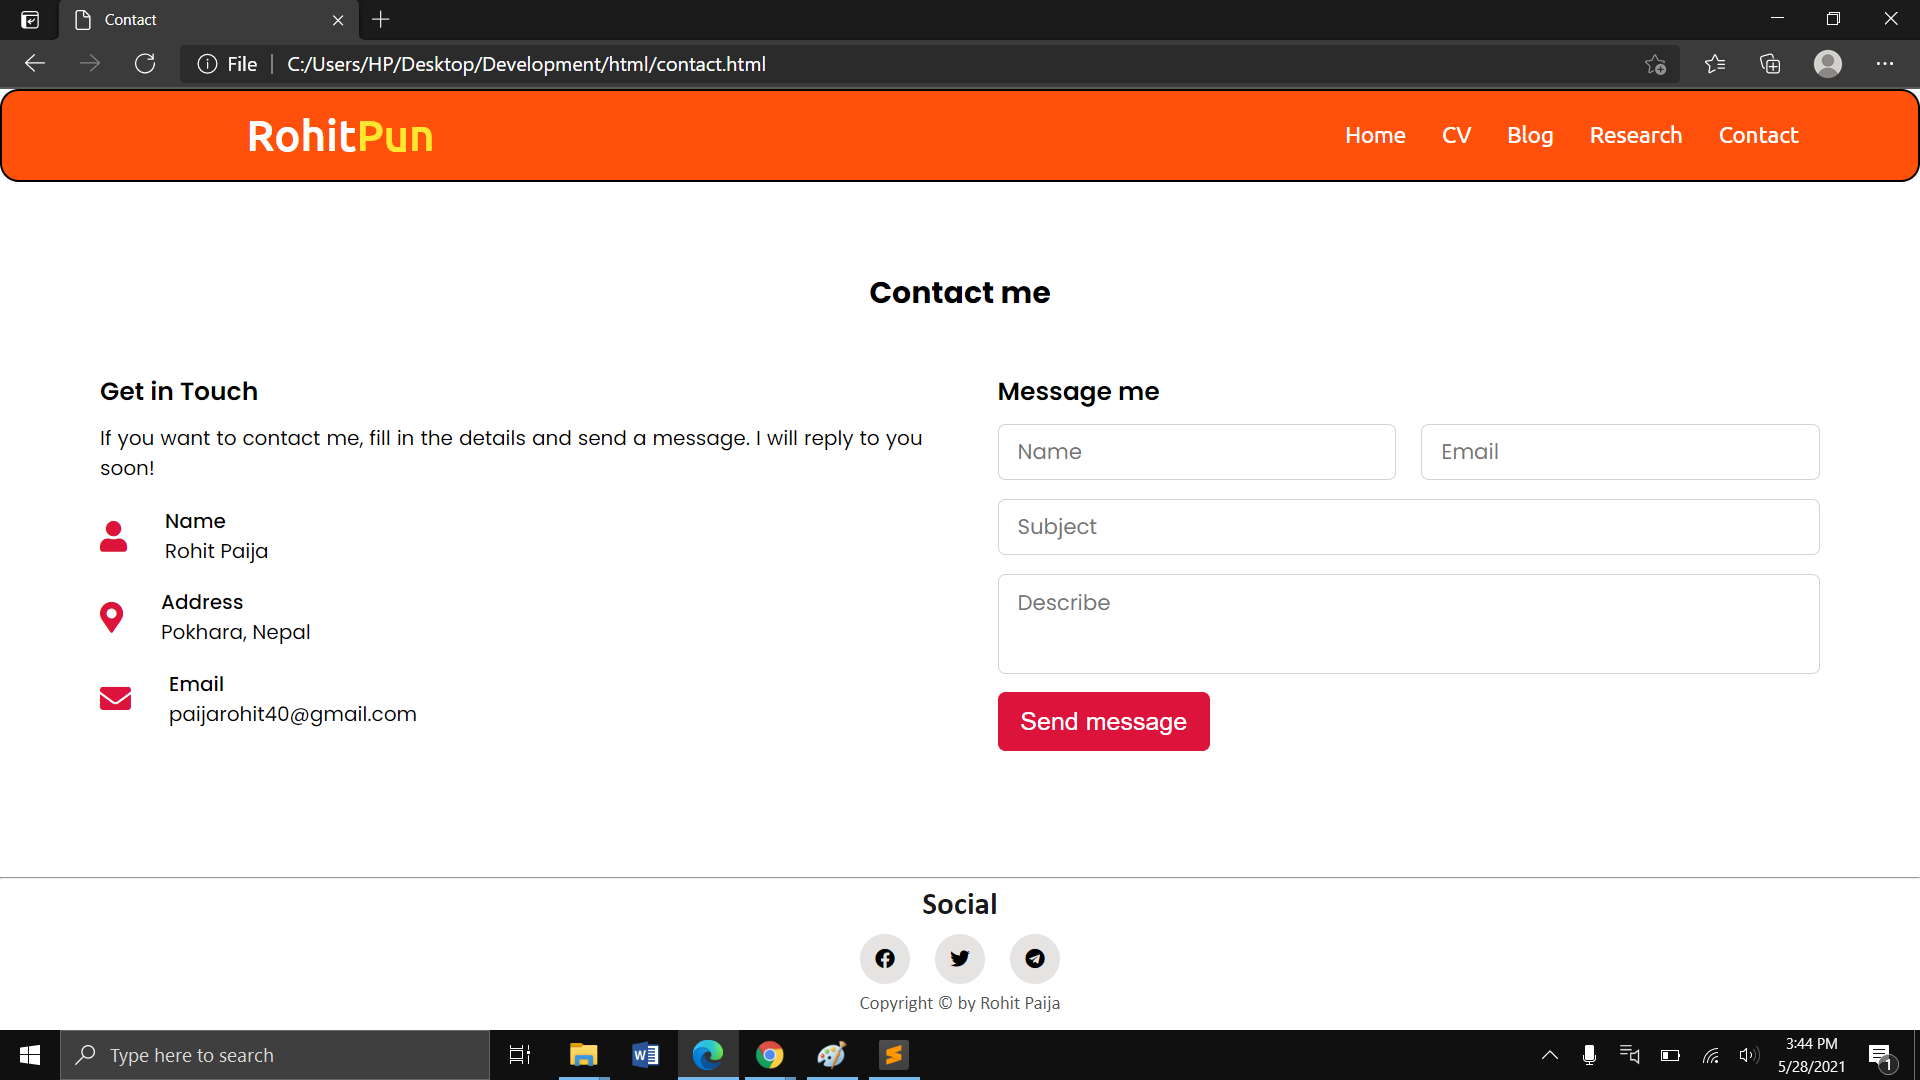 Contact
File
C:/Users/HP/Desktop/Development/html/contact.html
RohitPun
Home CV Blog Research Contact
Contact me
Get in Touch
If you want to contact me, fill in the details and send a message. I will reply to you
soon!
Name
Rohit Paija
Address
Pokhara, Nepal
Email
paijarohit40@gmail.com
Message me
Name
Email
Subject
Describe
Send message
Social
Copyright © by Rohit Paija
Type here to search
W
3:44 PM
5/28/2021
1